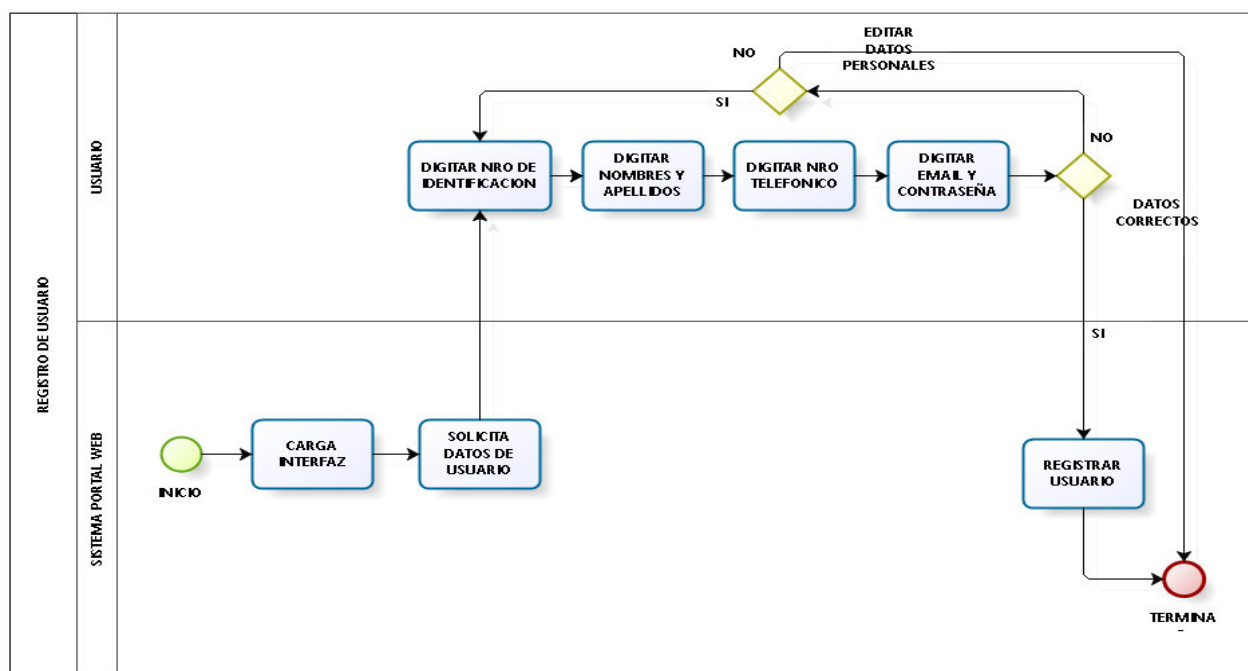 REGISTRO DE USUARIO
USUARIO
EDITAR
DATOS
PERSONALES
NO
SI
DIGITAR NRO DE
IDENTIFICACION
DIGITAR
NOMBRES Y
APELLIDOS
DIGITAR NRO
TELEFONICO
DIGITAR
EMAIL Y
CONTRASEÑA
NO
DATOS
CORRECTOS
SISTEMA PORTAL WEB
SI
INICIO
CARGA
INTERFAZ
SOLICITA
DATOS DE
USUARIO
REGISTRAR
USUARIO
TERMINA